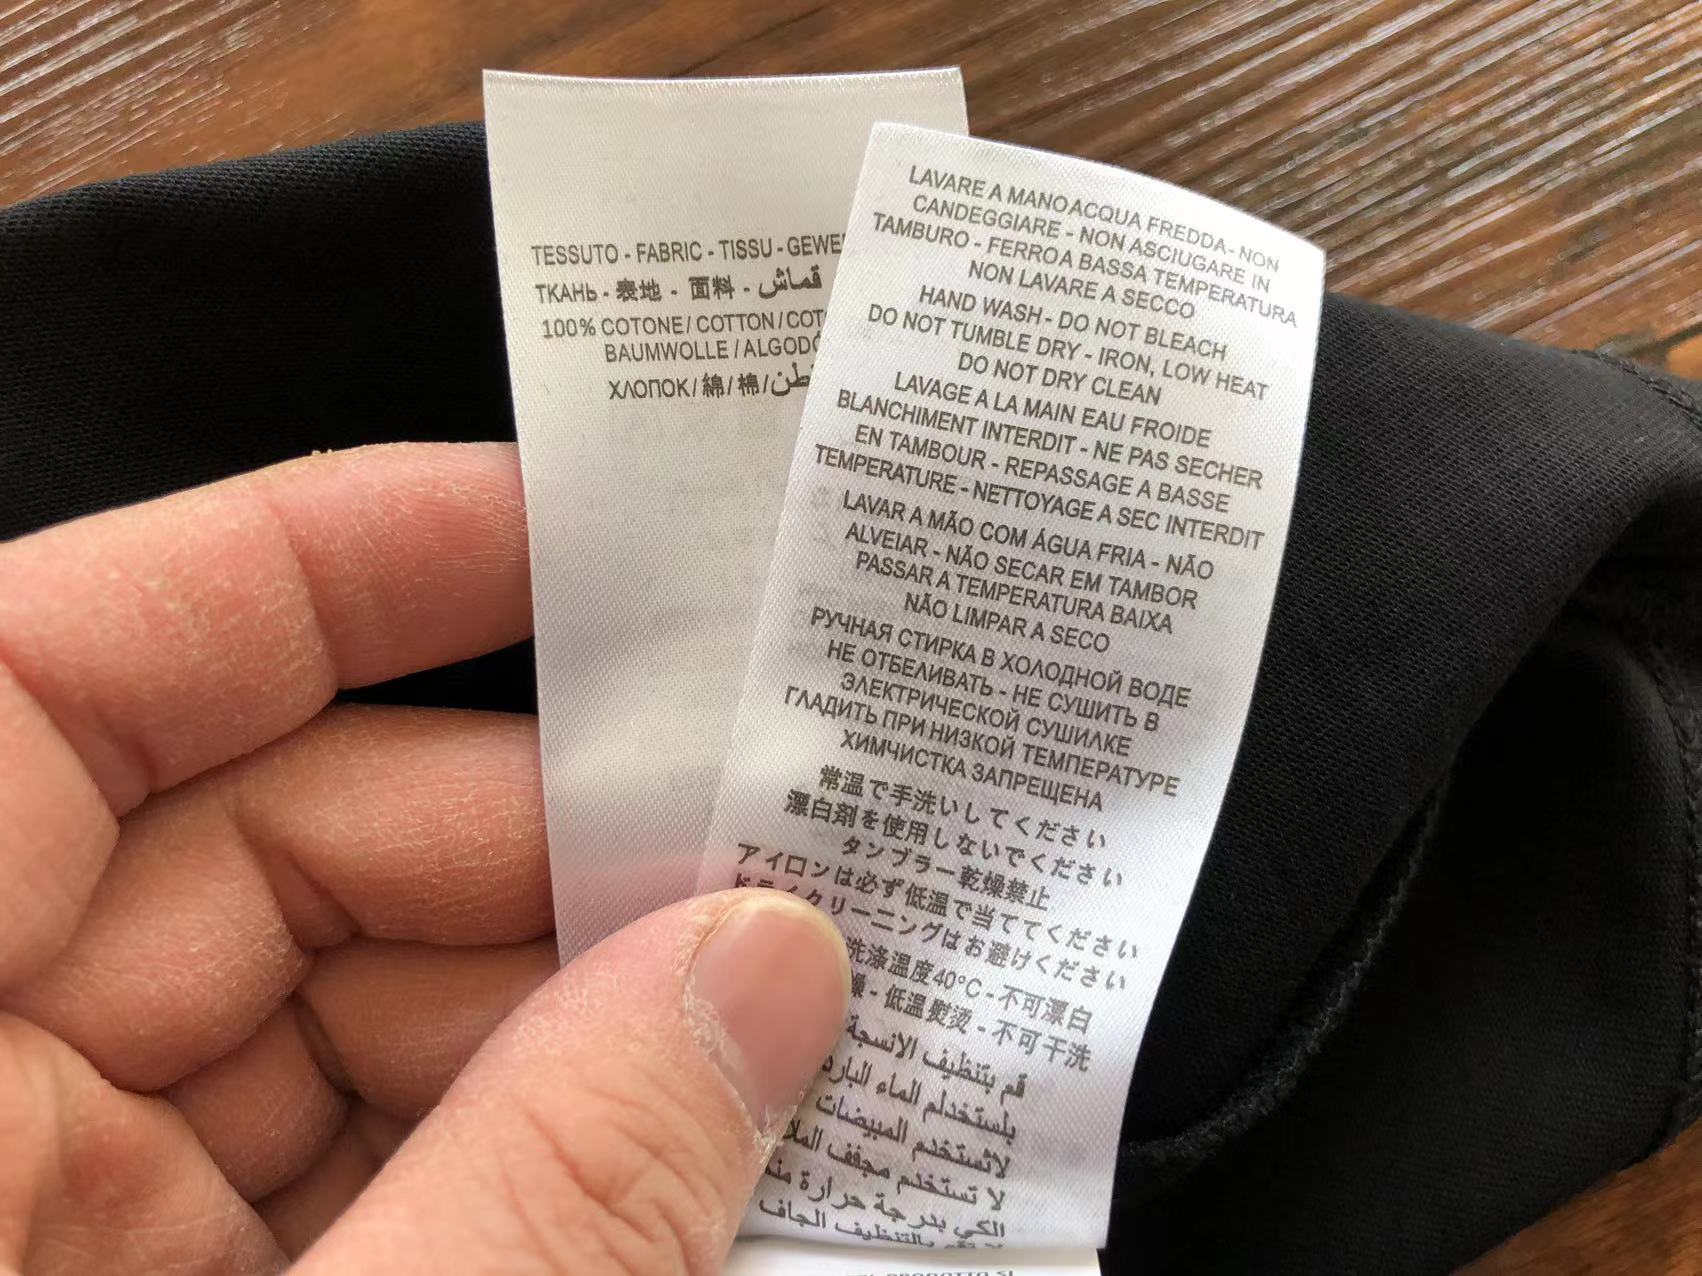 TESSUTO - FABRIC - TISSU - GEWE
ТКАНЬ - 表地 - 面料 - قماش
100% COTONE / COTTON / COT
BAUMWOLLE / ALGODO
ХЛОПОК / 綿 / 棉 / قطن
LAVARE A MANO ACQUA FREDDA - NON
CANDEGGIARE - NON ASCIUGARE IN
TAMBURO - FERRO A BASSA TEMPERATURA
NON LAVARE A SECCO
HAND WASH - DO NOT BLEACH
DO NOT TUMBLE DRY - IRON, LOW HEAT
DO NOT DRY CLEAN
LAVAGE A LA MAIN EAU FROIDE
BLANCHIMENT INTERDIT - NE PAS SECHER
EN TAMBOUR - REPASSAGE A BASSE
TEMPERATURE - NETTOYAGE A SEC INTERDIT
LAVAR A MÃO COM ÁGUA FRIA - NÃO
ALVEIAR - NÃO SECAR EM TAMBOR
PASSAR A TEMPERATURA BAIXA
NÃO LIMPAR A SECO
РУЧНАЯ СТИРКА В ХОЛОДНОЙ ВОДЕ
НЕ ОТБЕЛИВАТЬ - НЕ СУШИТЬ В
ЭЛЕКТРИЧЕСКОЙ СУШИЛКЕ
ГЛАДИТЬ ПРИ НИЗКОЙ ТЕМПЕРАТУРЕ
ХИМЧИСТКА ЗАПРЕЩЕНА
常温で手洗いしてください
漂白剤を使用しないでください
タンブラー乾燥禁止
アイロンは必ず低温で当ててください
ドライクリーニングはお避けください
洗涤温度40°C - 不可漂白
燥 - 低温熨烫 - 不可干洗
قم بتنظيف الانسجة
بلستخدلم الماء البارد
لاتستخدم المبيضات
لا تستخدم مجفف الملا
الكي بدرجة حرارة منخ
لا تقم بالتنظيف الجاف